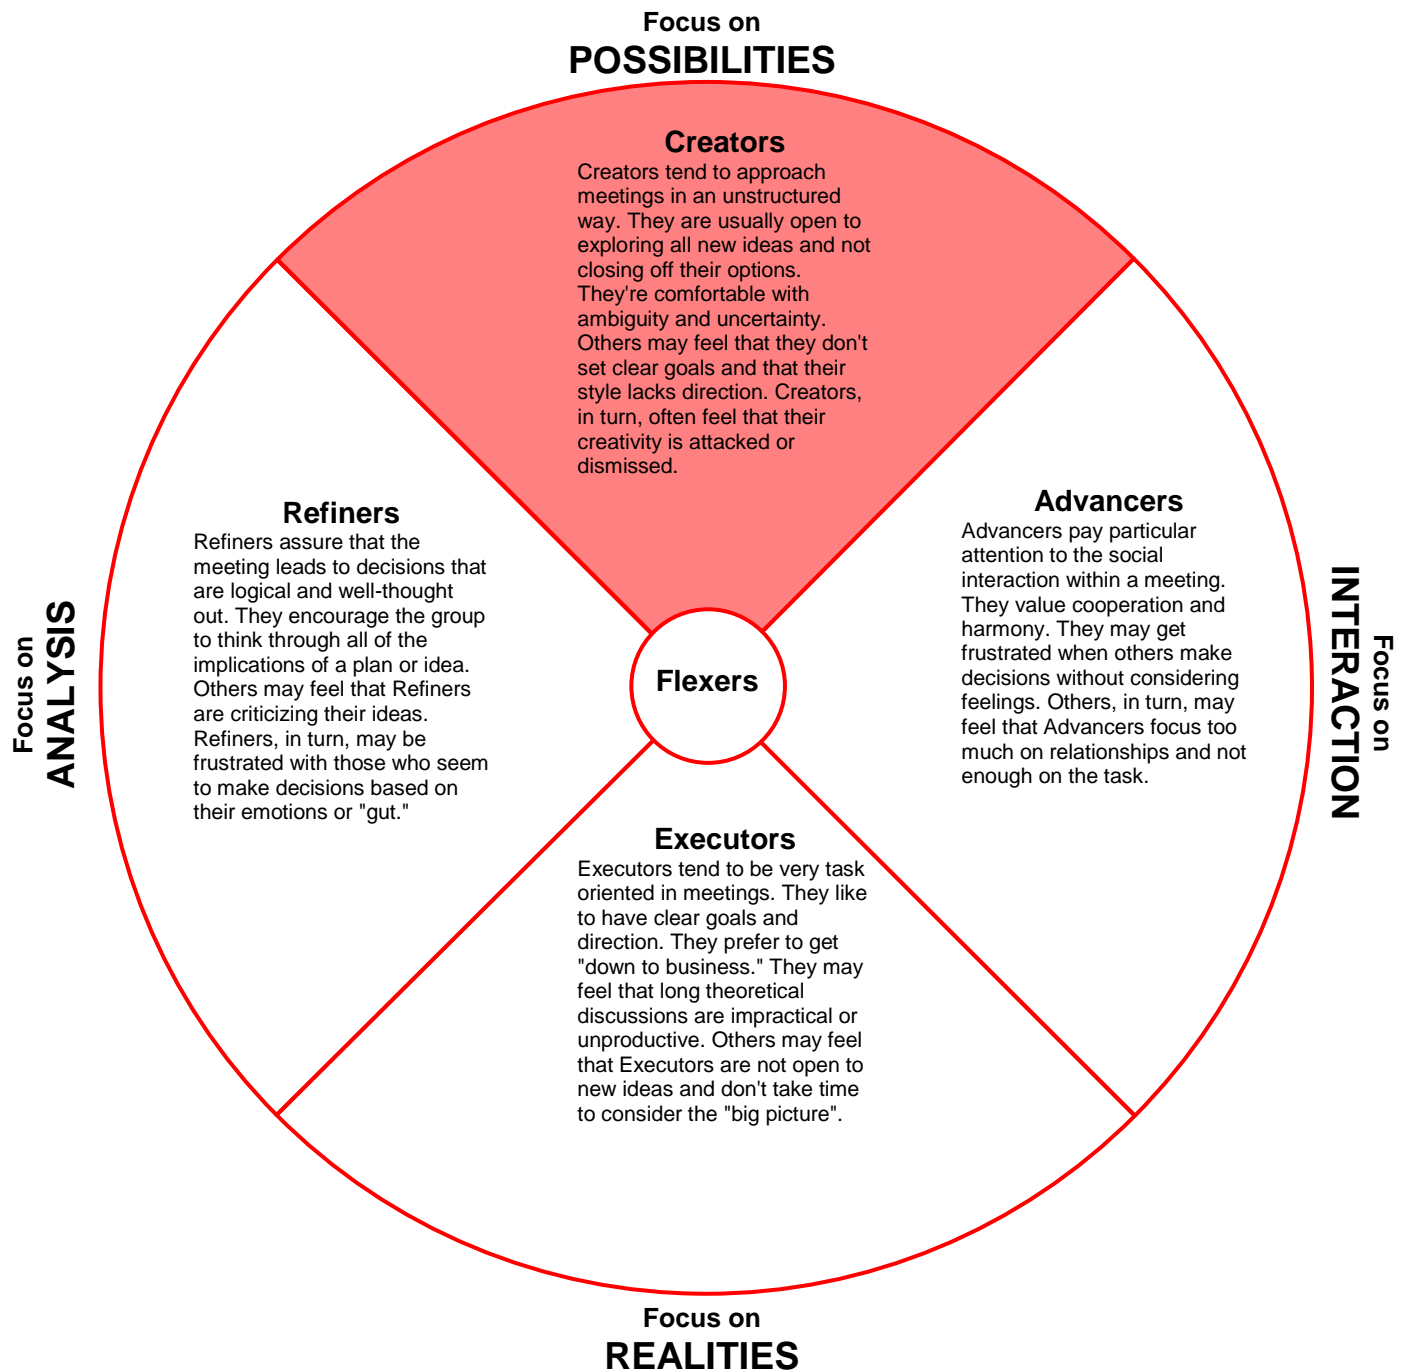 Focus on
POSSIBILITIES
Creators
Creators tend to approach
meetings in an unstructured
way. They are usually open to
exploring all new ideas and not
closing off their options.
They're comfortable with
ambiguity and uncertainty.
Others may feel that they don't
set clear goals and that their
style lacks direction. Creators,
in turn, often feel that their
creativity is attacked or
dismissed.
Focus on
ANALYSIS
Refiners
Refiners assure that the
meeting leads to decisions that
are logical and well-thought
out. They encourage the group
to think through all of the
implications of a plan or idea.
Others may feel that Refiners
are criticizing their ideas.
Refiners, in turn, may be
frustrated with those who seem
to make decisions based on
their emotions or "gut."
Flexers
Advancers
Advancers pay particular
attention to the social
interaction within a meeting.
They value cooperation and
harmony. They may get
frustrated when others make
decisions without considering
feelings. Others, in turn, may
feel that Advancers focus too
much on relationships and not
enough on the task.
Focus on
INTERACTION
Executors
Executors tend to be very task
oriented in meetings. They like
to have clear goals and
direction. They prefer to get
"down to business." They may
feel that long theoretical
discussions are impractical or
unproductive. Others may feel
that Executors are not open to
new ideas and don't take time
to consider the "big picture".
Focus on
REALITIES